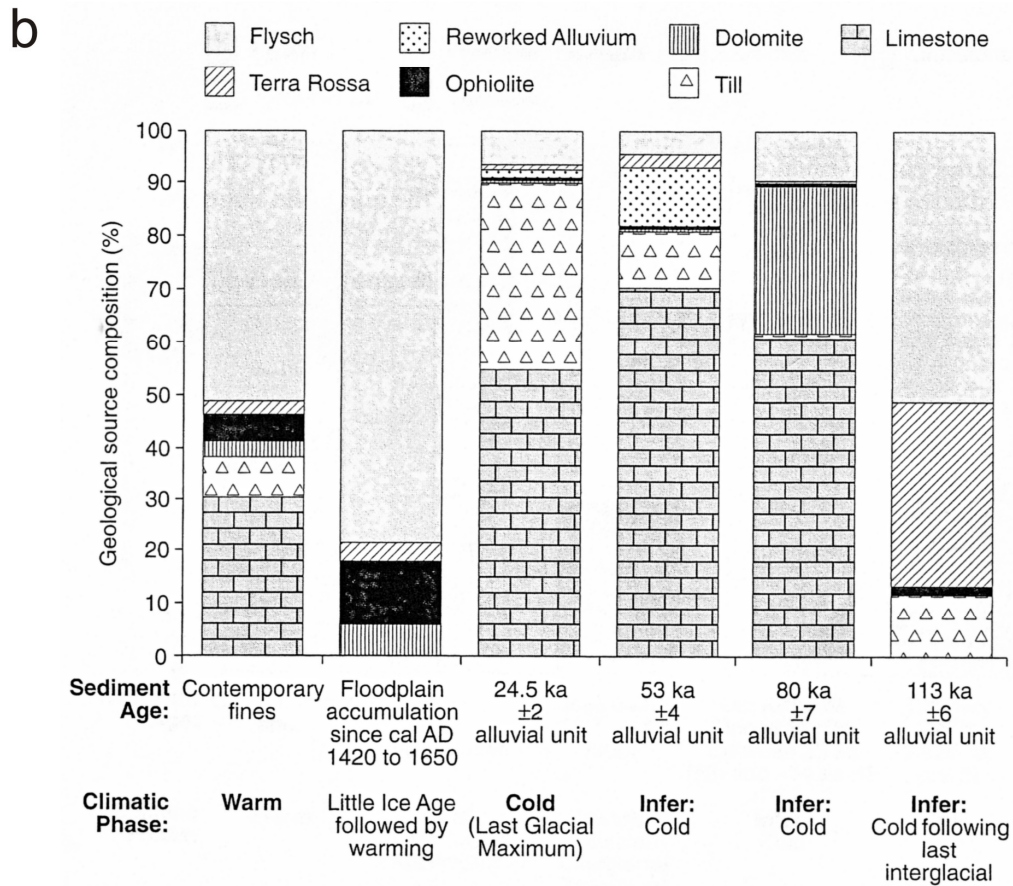 b
Flysch Reworked Alluvium Dolomite Limestone
Terra Rossa Ophiolite Till
Geological source composition (%)
100
90
80
70
60
50
40
30
20
10
0
Sediment Age:
Contemporary fines
Floodplain accumulation since cal AD 1420 to 1650
24.5 ka ±2 alluvial unit
53 ka ±4 alluvial unit
80 ka ±7 alluvial unit
113 ka ±6 alluvial unit
Climatic Phase:
Warm
Little Ice Age followed by warming
Cold (Last Glacial Maximum)
Infer: Cold
Infer: Cold
Infer: Cold following last interglacial